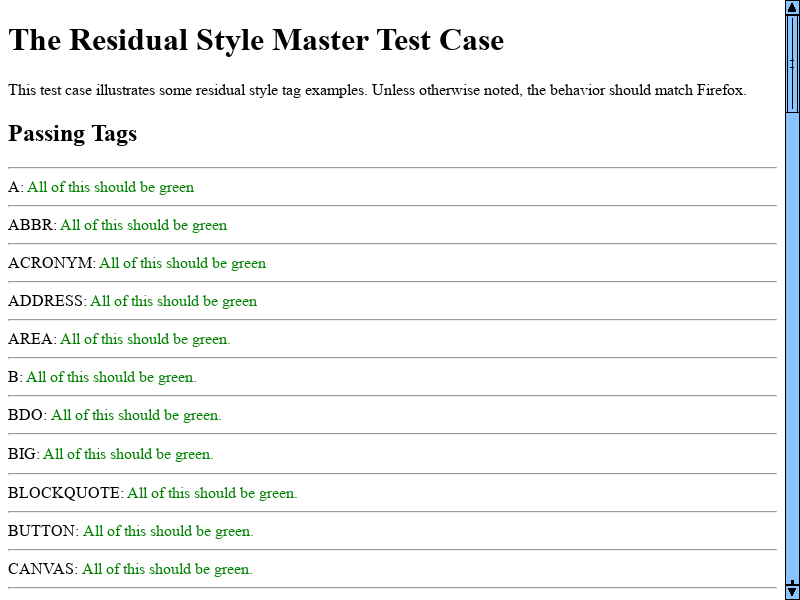 The Residual Style Master Test Case
This test case illustrates some residual style tag examples. Unless otherwise noted, the behavior should match Firefox.
Passing Tags
A: All of this should be green
ABBR: All of this should be green
ACRONYM: All of this should be green
ADDRESS: All of this should be green
AREA: All of this should be green.
B: All of this should be green.
BDO: All of this should be green.
BIG: All of this should be green.
BLOCKQUOTE: All of this should be green.
BUTTON: All of this should be green.
CANVAS: All of this should be green.